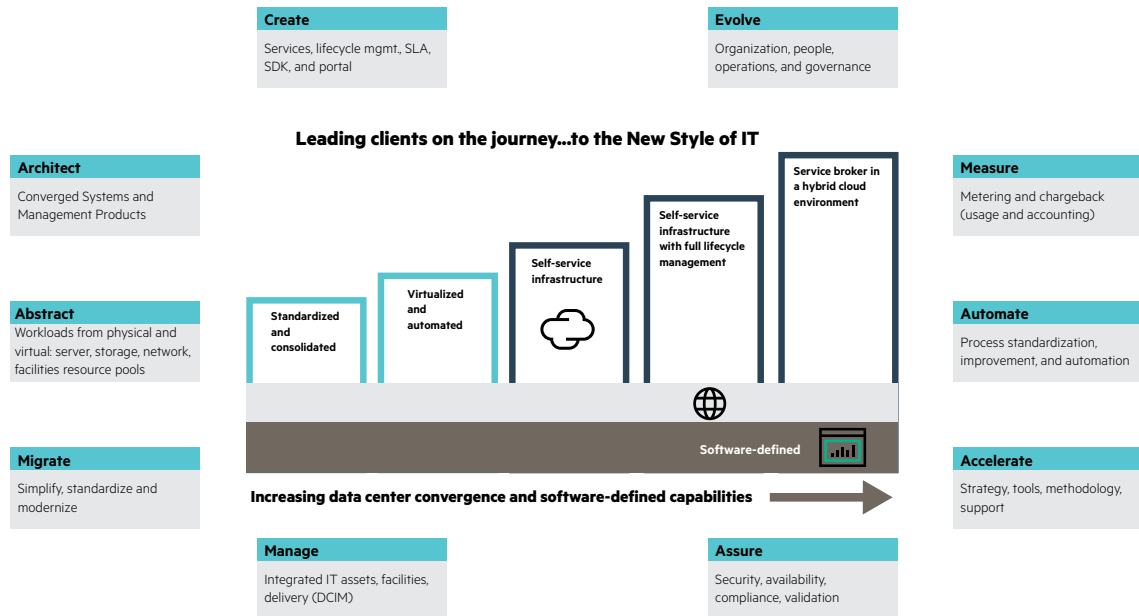 Create
Services, lifecycle mgmt., SLA,
SDK, and portal
Evolve
Organization, people,
operations, and governance
Leading clients on the journey...to the New Style of IT
Architect
Converged Systems and
Management Products
Abstract
Workloads from physical and
virtual: server, storage, network,
facilities resource pools
Migrate
Simplify, standardize and
modernize
Standardized
and
consolidated
Virtualized
and
automated
Self-service
infrastructure
Self-service
infrastructure
with full lifecycle
management
Service broker in
a hybrid cloud
environment
Software-defined
Increasing data center convergence and software-defined capabilities
Measure
Metering and chargeback
(usage and accounting)
Automate
Process standardization,
improvement, and automation
Accelerate
Strategy, tools, methodology,
support
Manage
Integrated IT assets, facilities,
delivery (DCIM)
Assure
Security, availability,
compliance, validation